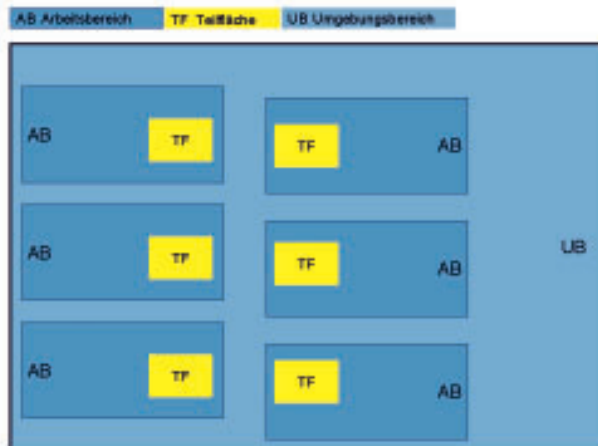 AB Arbeitsbereich TF Teilfläche UB Umgebungsbereich
AB TF TF AB
AB TF TF AB UB
AB TF TF AB